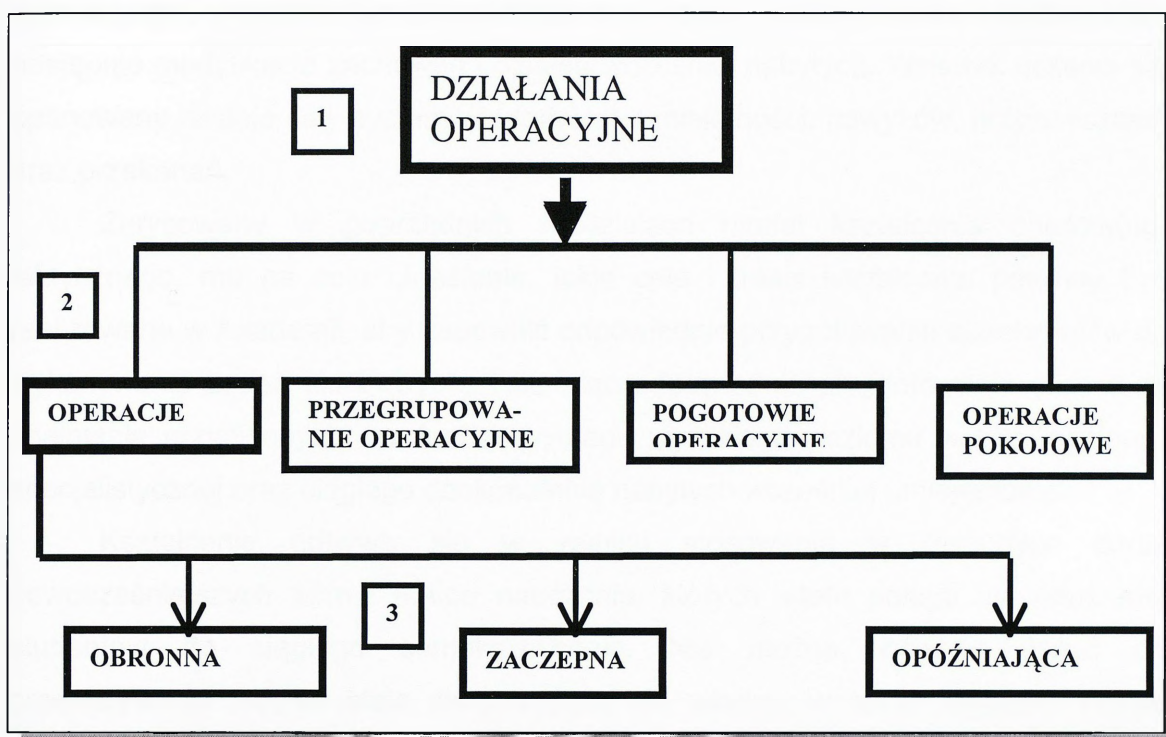 1
DZIAŁANIA
OPERACYJNE
2
OPERACJE
PRZEGRUPOWA-
NIE OPERACYJNE
POGOTOWIE
OPERACYJNE
OPERACJE
POKOJOWE
3
OBRONNA
ZACZEPNA
OPÓŹNIAJĄCA